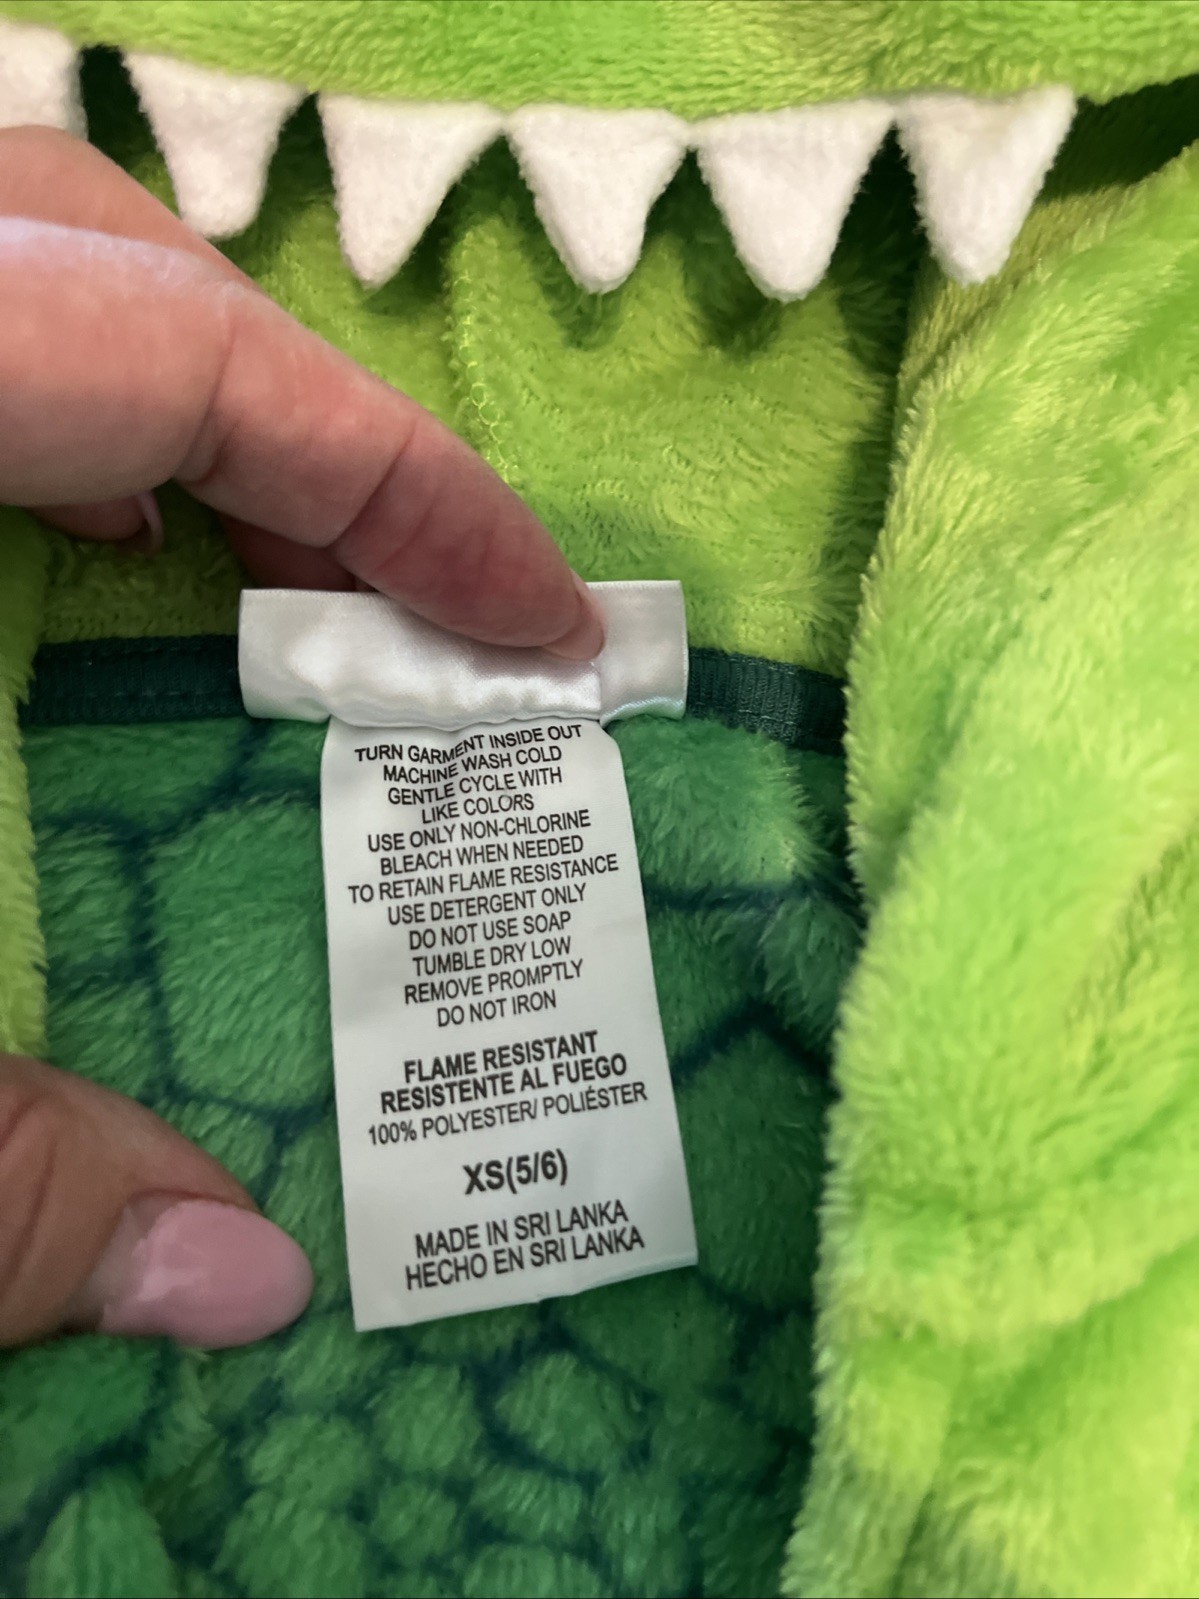 TURN GARMENT INSIDE OUT
MACHINE WASH COLD
GENTLE CYCLE WITH
LIKE COLORS
USE ONLY NON-CHLORINE
BLEACH WHEN NEEDED
TO RETAIN FLAME RESISTANCE
USE DETERGENT ONLY
DO NOT USE SOAP
TUMBLE DRY LOW
REMOVE PROMPTLY
DO NOT IRON
FLAME RESISTANT
RESISTENTE AL FUEGO
100% POLYESTER/ POLIÉSTER
XS(5/6)
MADE IN SRI LANKA
HECHO EN SRI LANKA